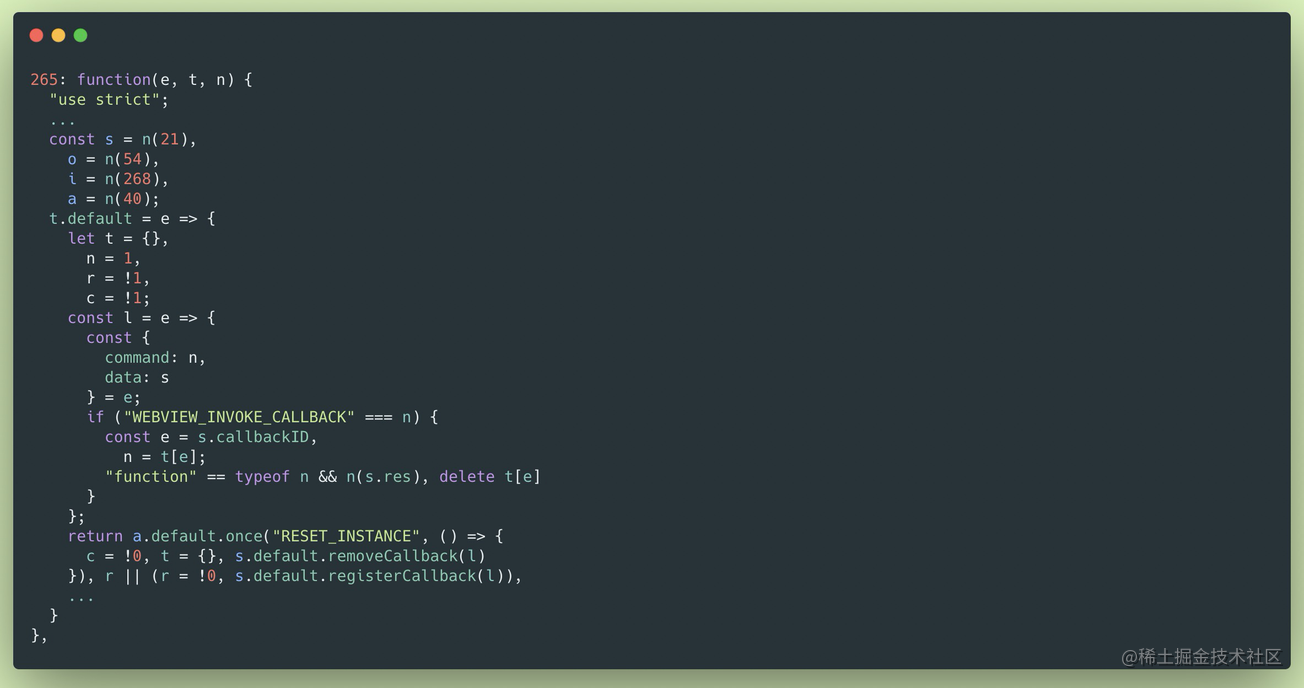 265: function(e, t, n) {
  "use strict";
  ...
  const s = n(21),
    o = n(54),
    i = n(268),
    a = n(40);
  t.default = e => {
    let t = {},
      n = 1,
      r = !1,
      c = !1;
    const l = e => {
      const {
        command: n,
        data: s
      } = e;
      if ("WEBVIEW_INVOKE_CALLBACK" === n) {
        const e = s.callbackID,
          n = t[e];
        "function" == typeof n && n(s.res), delete t[e]
      }
    };
    return a.default.once("RESET_INSTANCE", () => {
      c = !0, t = {}, s.default.removeCallback(l)
    }), r || (r = !0, s.default.registerCallback(l)),
    ...
  }
},
@稀土掘金技术社区